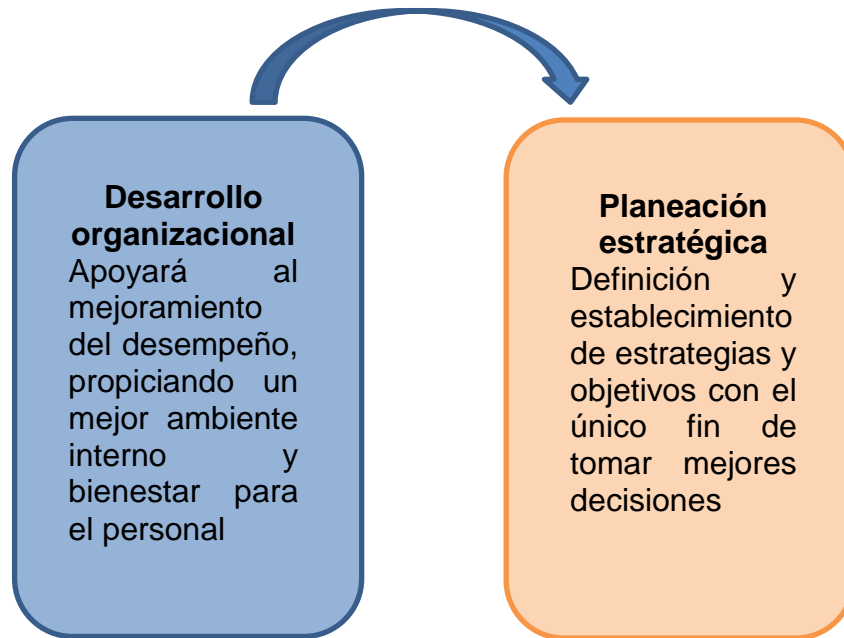 Desarrollo
organizacional
Apoyará al
mejoramiento
del desempeño,
propiciando un
mejor ambiente
interno y
bienestar para
el personal
Planeación
estratégica
Definición y
establecimiento
de estrategias y
objetivos con el
único fin de
tomar mejores
decisiones